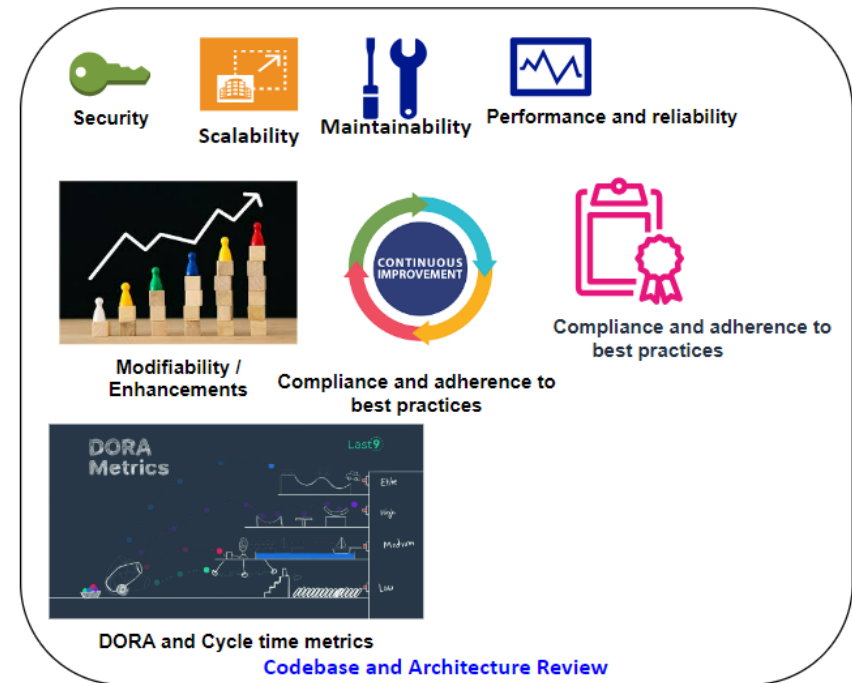 Security
Scalability
Maintainability
Performance and reliability
CONTINUOUS
IMPROVEMENT
Modifiability /
Enhancements
Compliance and adherence to
best practices
Compliance and adherence to
best practices
DORA
Metrics
Last9
Elite
High
Medium
Low
DORA and Cycle time metrics
Codebase and Architecture Review